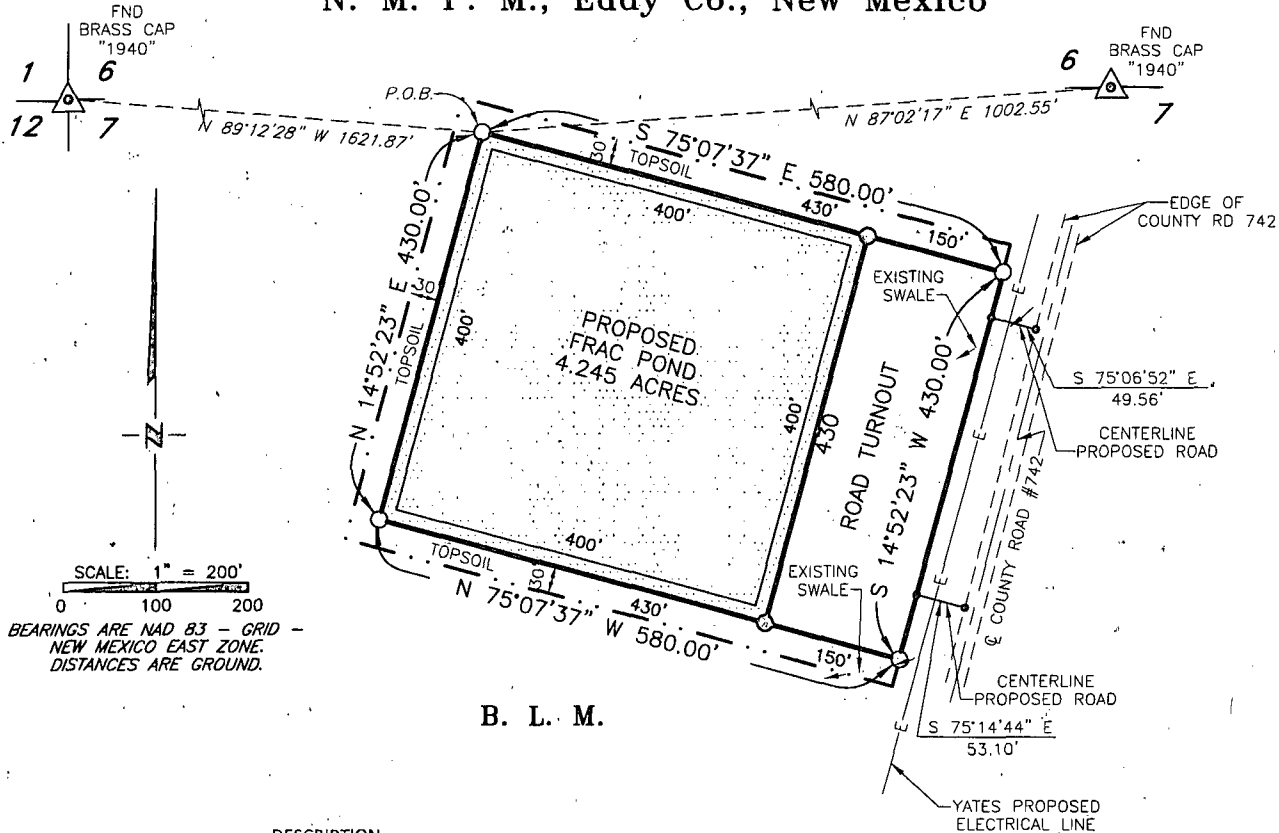 N. M. P. M., Eddy Co., New Mexico
FND
BRASS CAP
"1940"
1 6
12 7
FND
BRASS CAP
"1940"
6
7
P.O.B.
N 89°12'28" W 1621.87'
N 87°02'17" E 1002.55'
S 75°07'37" E 580.00'
30'
TOPSOIL
430'
400'
150'
EDGE OF
COUNTY RD 742
EXISTING
SWALE
N 14°52'23" E 430.00'
30'
TOPSOIL
400'
PROPOSED
FRAC POND
4.245 ACRES
400'
430
ROAD TURNOUT
S 14°52'23" W 430.00'
E
E
E
E
S 75°06'52" E
49.56'
CENTERLINE
PROPOSED ROAD
℄ COUNTY ROAD #742
N
SCALE: 1" = 200'
0 100 200
BEARINGS ARE NAD 83 – GRID –
NEW MEXICO EAST ZONE.
DISTANCES ARE GROUND.
400'
TOPSOIL
30'
430'
N 75°07'37" W 580.00'
EXISTING
SWALE
150'
B. L. M.
CENTERLINE
PROPOSED ROAD
S 75°14'44" E
53.10'
YATES PROPOSED
ELECTRICAL LINE
DESCRIPTION